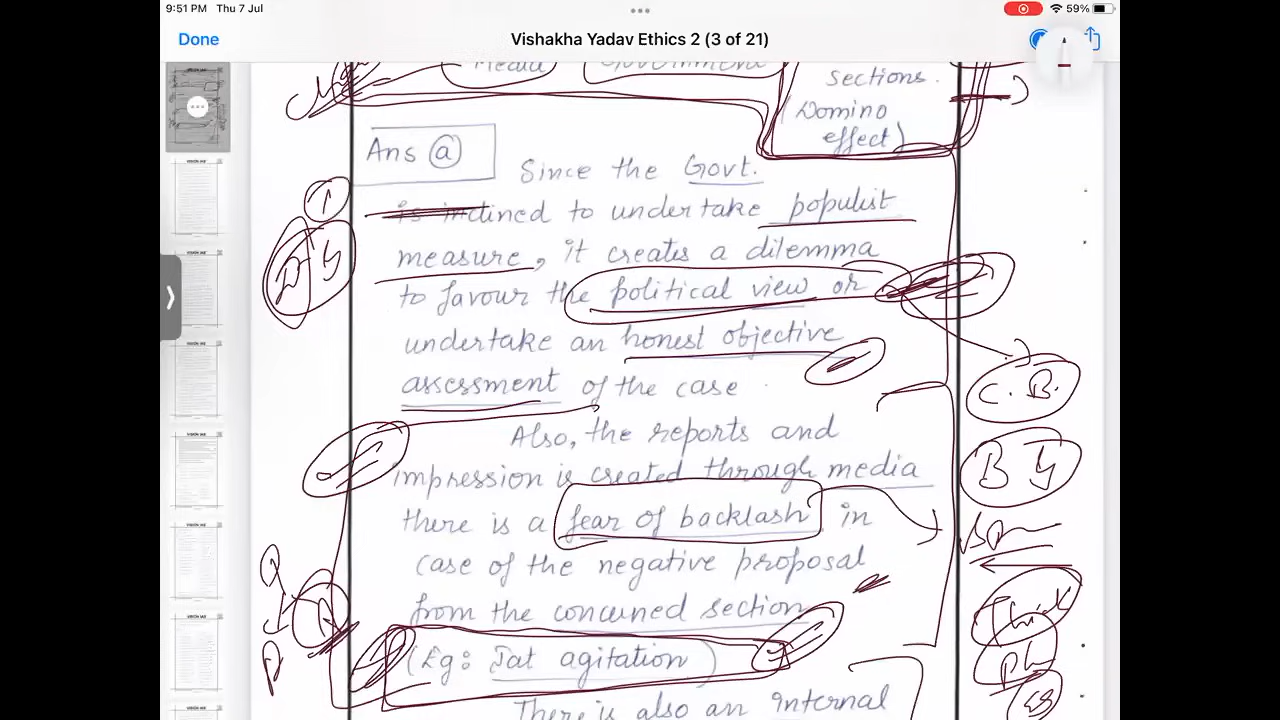 9:51 PM Thu 7 Jul
59%
Done
Vishakha Yadav Ethics 2 (3 of 21)
Media
Government
sections.
(Domino
effect)
Ans (a)
Since the Govt.
is inclined to undertake populist
measure, it creates a dilemma
to favour the political view or
undertake an honest objective
assessment of the case.
Also, the reports and
impression is created through media
there is a fear of backlash in
case of the negative proposal
from the concerned section
(Eg: Jat agitation)
There is also an internal
C. B.